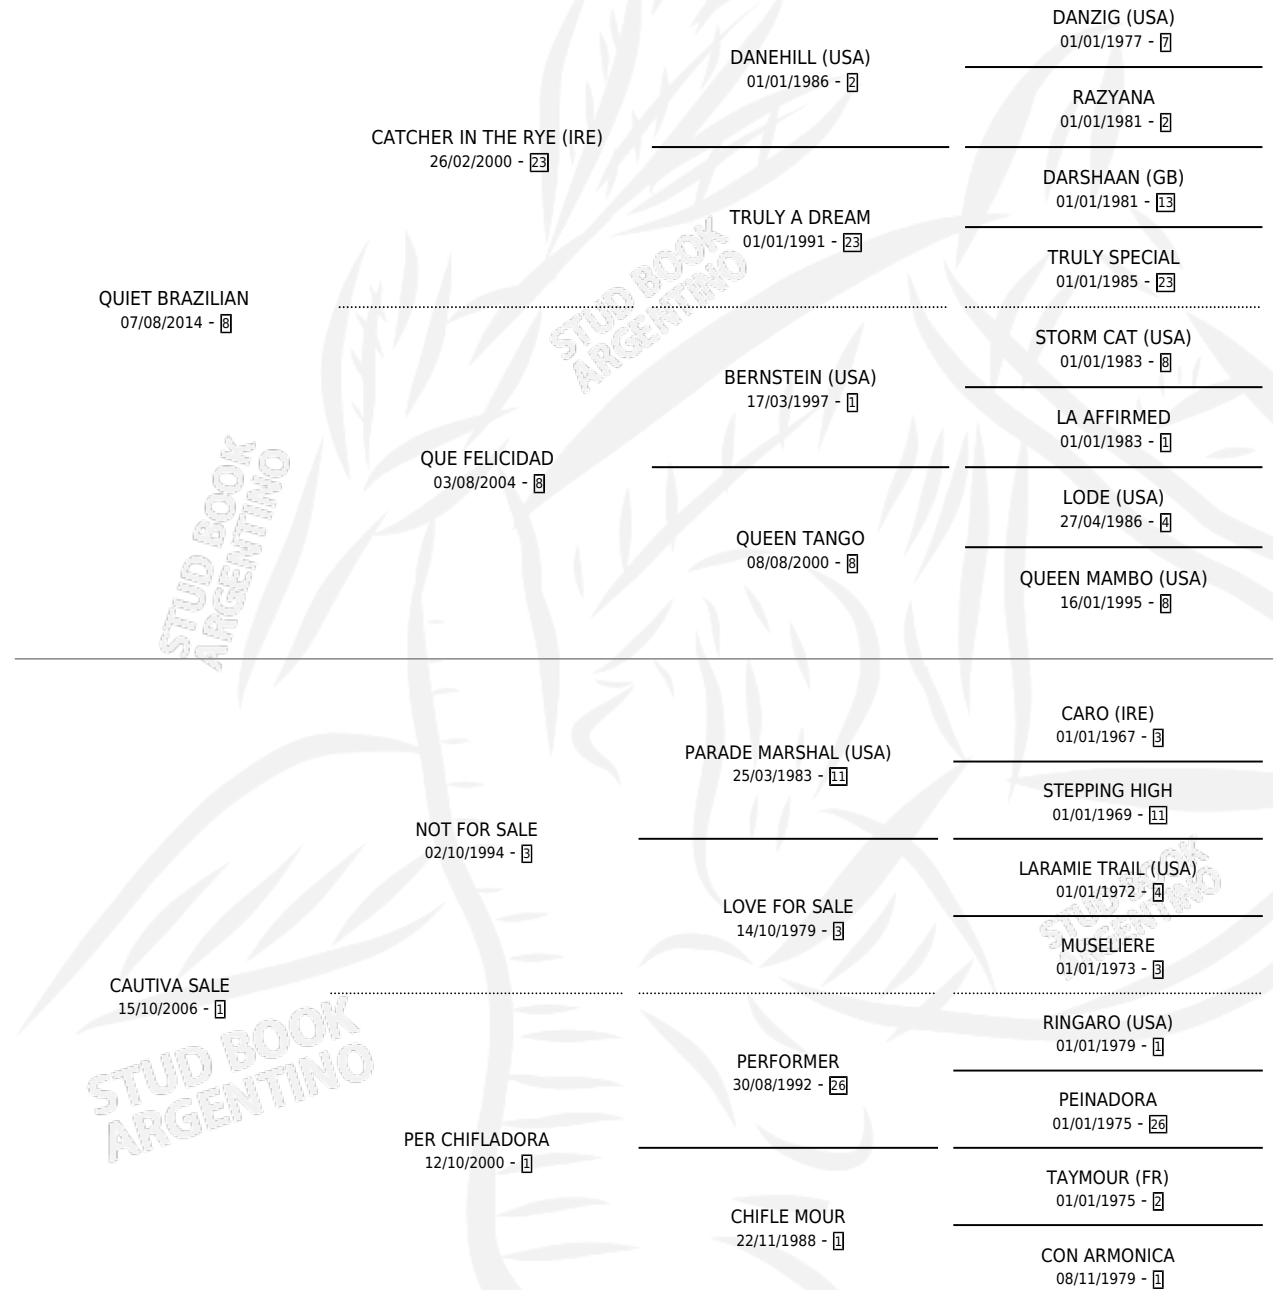 DANZIG (USA)
01/01/1977 - 7
DANEHILL (USA)
01/01/1986 - 2
RAZYANA
01/01/1981 - 2
CATCHER IN THE RYE (IRE)
26/02/2000 - 23
DARSHAAN (GB)
01/01/1981 - 13
TRULY A DREAM
01/01/1991 - 23
TRULY SPECIAL
01/01/1985 - 23
QUIET BRAZILIAN
07/08/2014 - 8
STORM CAT (USA)
01/01/1983 - 8
BERNSTEIN (USA)
17/03/1997 - 1
LA AFFIRMED
01/01/1983 - 1
QUE FELICIDAD
03/08/2004 - 8
LODE (USA)
27/04/1986 - 4
QUEEN TANGO
08/08/2000 - 8
QUEEN MAMBO (USA)
16/01/1995 - 8
CARO (IRE)
01/01/1967 - 3
PARADE MARSHAL (USA)
25/03/1983 - 11
STEPPING HIGH
01/01/1969 - 11
NOT FOR SALE
02/10/1994 - 3
LARAMIE TRAIL (USA)
01/01/1972 - 4
LOVE FOR SALE
14/10/1979 - 3
MUSELIERE
01/01/1973 - 3
CAUTIVA SALE
15/10/2006 - 1
RINGARO (USA)
01/01/1979 - 1
PERFORMER
30/08/1992 - 26
PEINADORA
01/01/1975 - 26
PER CHIFLADORA
12/10/2000 - 1
TAYMOUR (FR)
01/01/1975 - 2
CHIFLE MOUR
22/11/1988 - 1
CON ARMONICA
08/11/1979 - 1
STUD BOOK
ARGENTINO
STUD BOOK
ARGENTINO
STUD BOOK
ARGENTINO
STUD BOOK
ARGENTINO